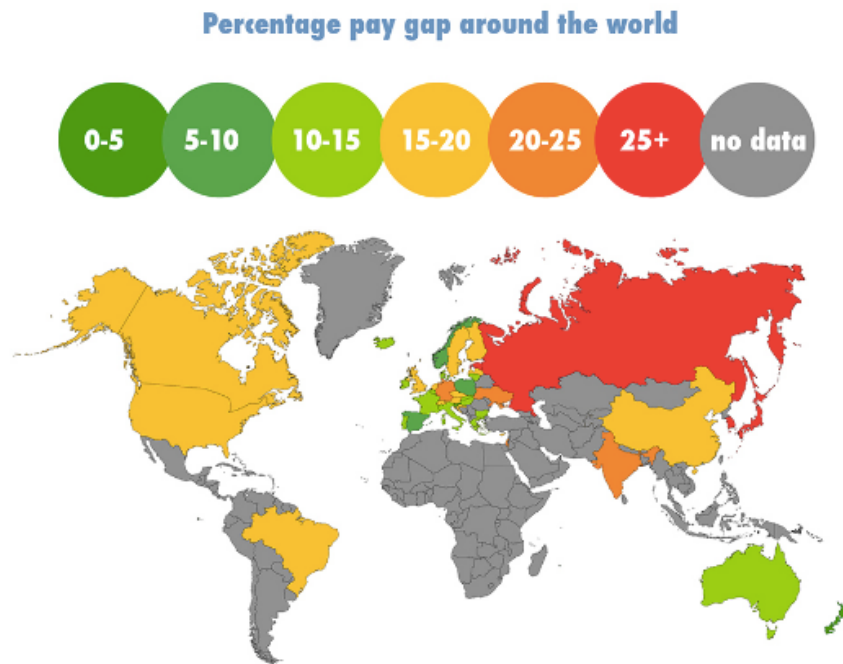 Percentage pay gap around the world
0-5 5-10 10-15 15-20 20-25 25+ no data